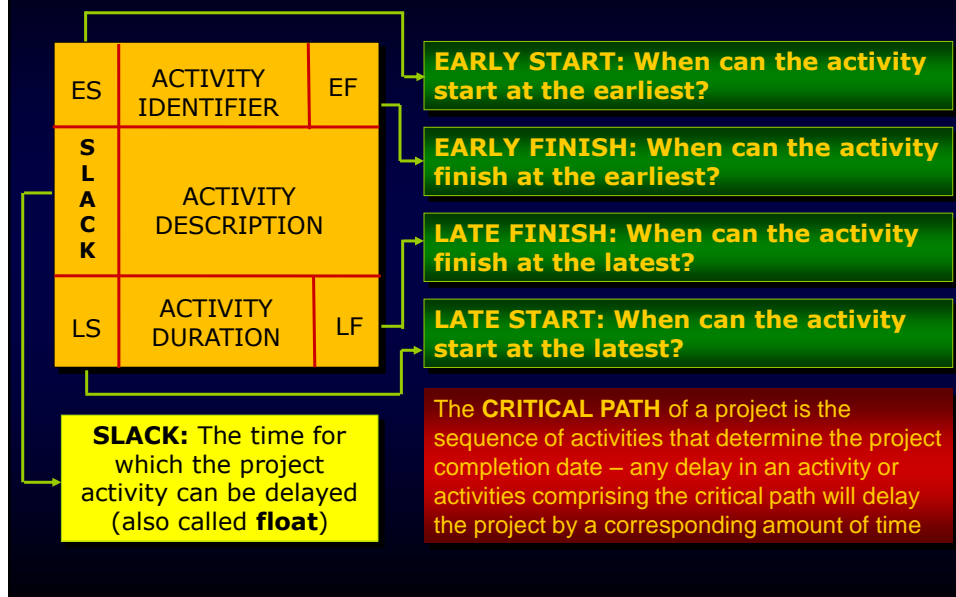 ES
ACTIVITY
IDENTIFIER
EF
S
L
A
C
K
ACTIVITY
DESCRIPTION
LS
ACTIVITY
DURATION
LF
EARLY START: When can the activity
start at the earliest?
EARLY FINISH: When can the activity
finish at the earliest?
LATE FINISH: When can the activity
finish at the latest?
LATE START: When can the activity
start at the latest?
SLACK: The time for
which the project
activity can be delayed
(also called float)
The CRITICAL PATH of a project is the
sequence of activities that determine the project
completion date – any delay in an activity or
activities comprising the critical path will delay
the project by a corresponding amount of time